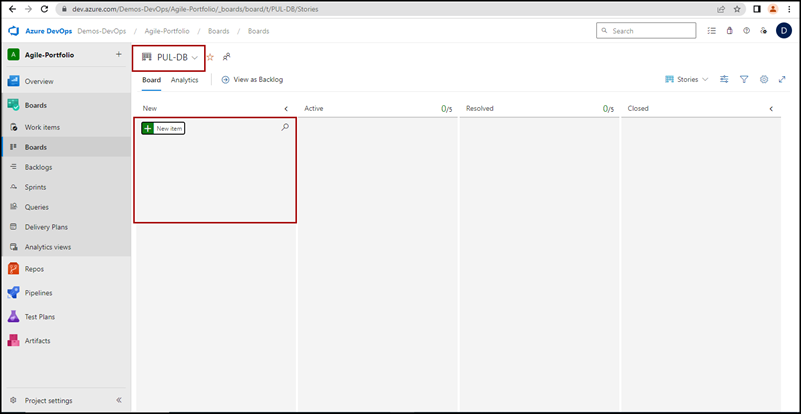 dev.azure.com/Demos-DevOps/Agile-Portfolio/_boards/board/t/PUL-DB/Stories
Azure DevOps Demos-DevOps / Agile-Portfolio / Boards / Boards
Search
D
A Agile-Portfolio
PUL-DB
Board Analytics View as Backlog
Stories
Overview
Boards
Work items
Boards
Backlogs
Sprints
Queries
Delivery Plans
Analytics views
Repos
Pipelines
Test Plans
Artifacts
Project settings
New
New item
Active 0/5
Resolved 0/5
Closed